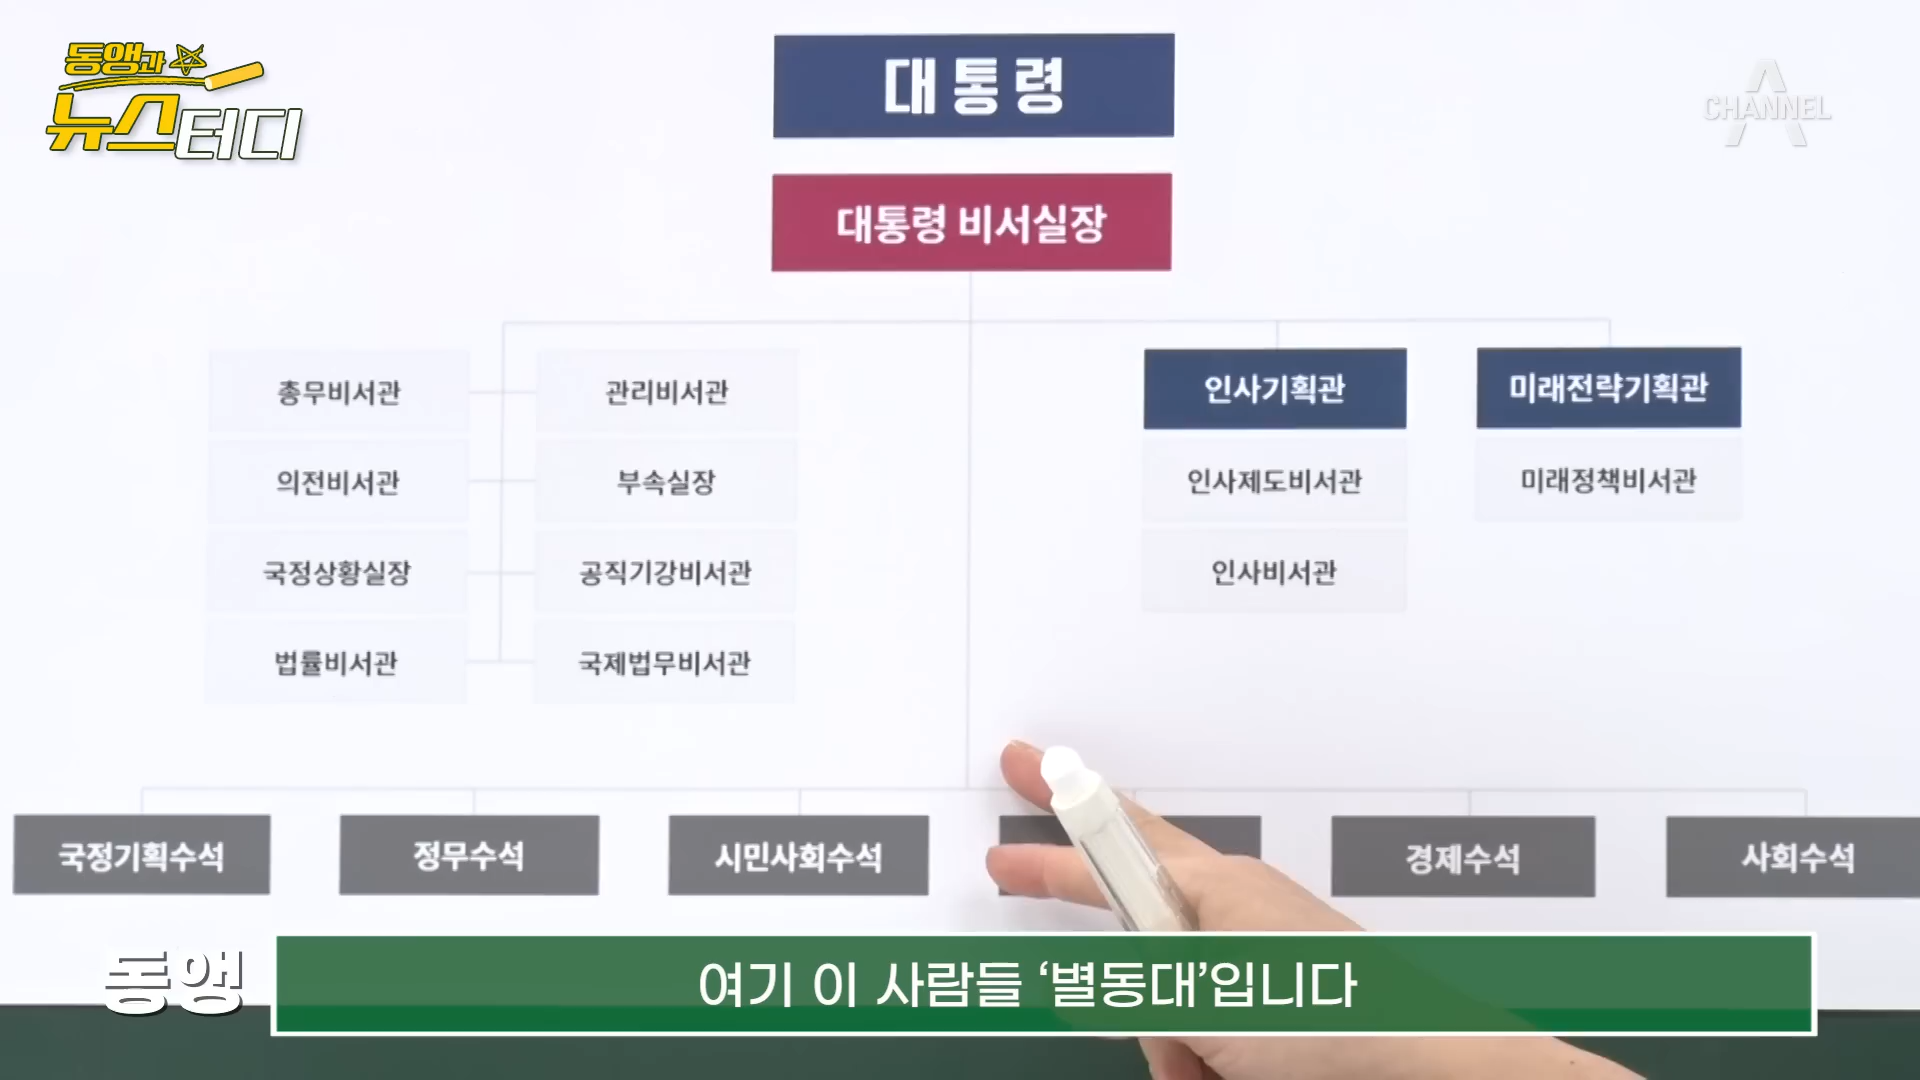 동앵과
뉴스터디
CHANNEL A
대통령
대통령 비서실장
총무비서관
관리비서관
의전비서관
부속실장
국정상황실장
공직기강비서관
법률비서관
국제법무비서관
인사기획관
미래전략기획관
인사제도비서관
미래정책비서관
인사비서관
국정기획수석
정무수석
시민사회수석
경제수석
사회수석
동앵
여기 이 사람들 ‘별동대’입니다